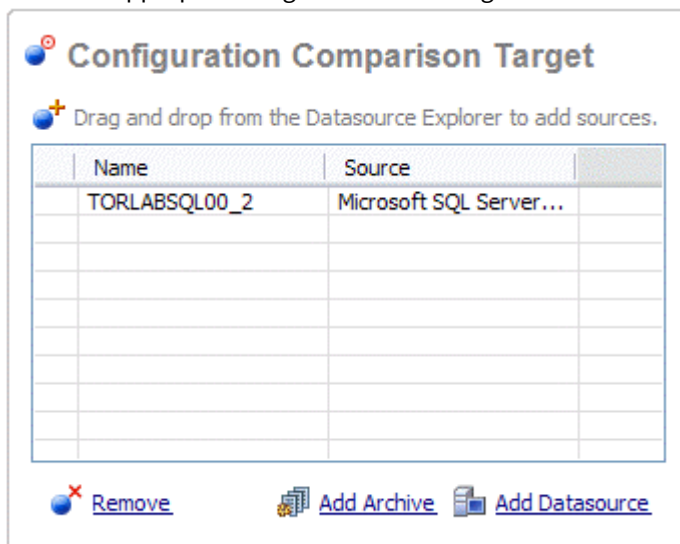 Configuration Comparison Target
Drag and drop from the Datasource Explorer to add sources.
Name Source
TORLABSQL00_2 Microsoft SQL Server...
Remove Add Archive Add Datasource